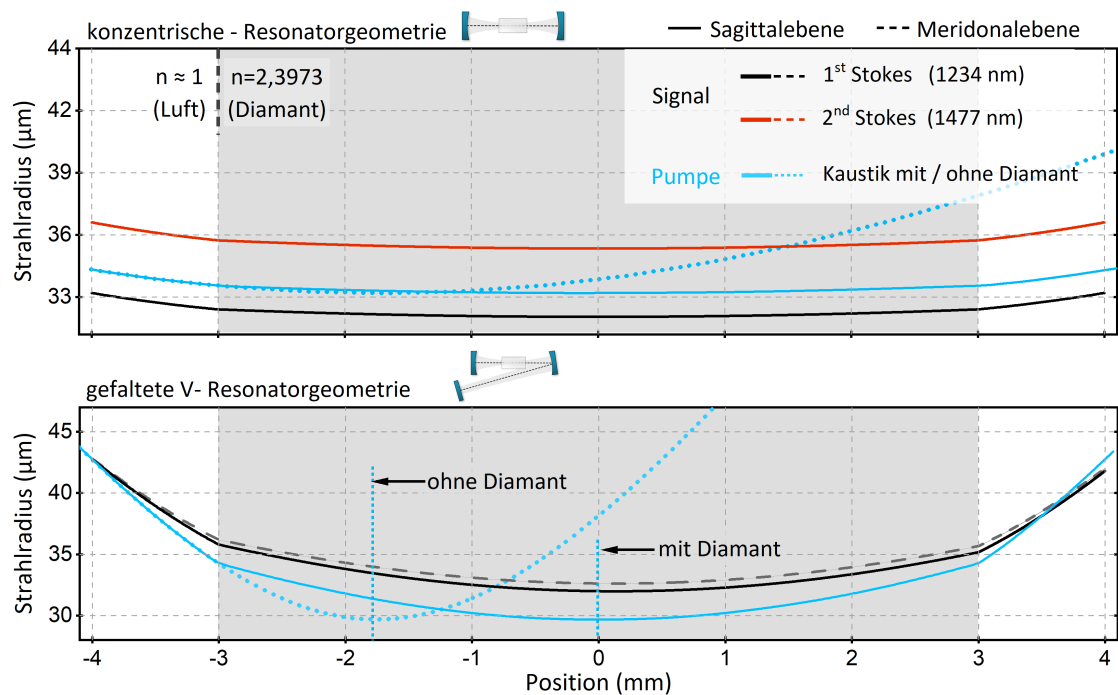 konzentrische - Resonatorgeometrie
Sagittalebene
Meridonalebene
Strahlradius (µm)
44
42
39
36
33
n ≈ 1
(Luft)
n=2,3973
(Diamant)
Signal
1st Stokes (1234 nm)
2nd Stokes (1477 nm)
Pumpe
Kaustik mit / ohne Diamant
gefaltete V- Resonatorgeometrie
Strahlradius (µm)
45
40
35
30
ohne Diamant
mit Diamant
-4 -3 -2 -1 0 1 2 3 4
Position (mm)